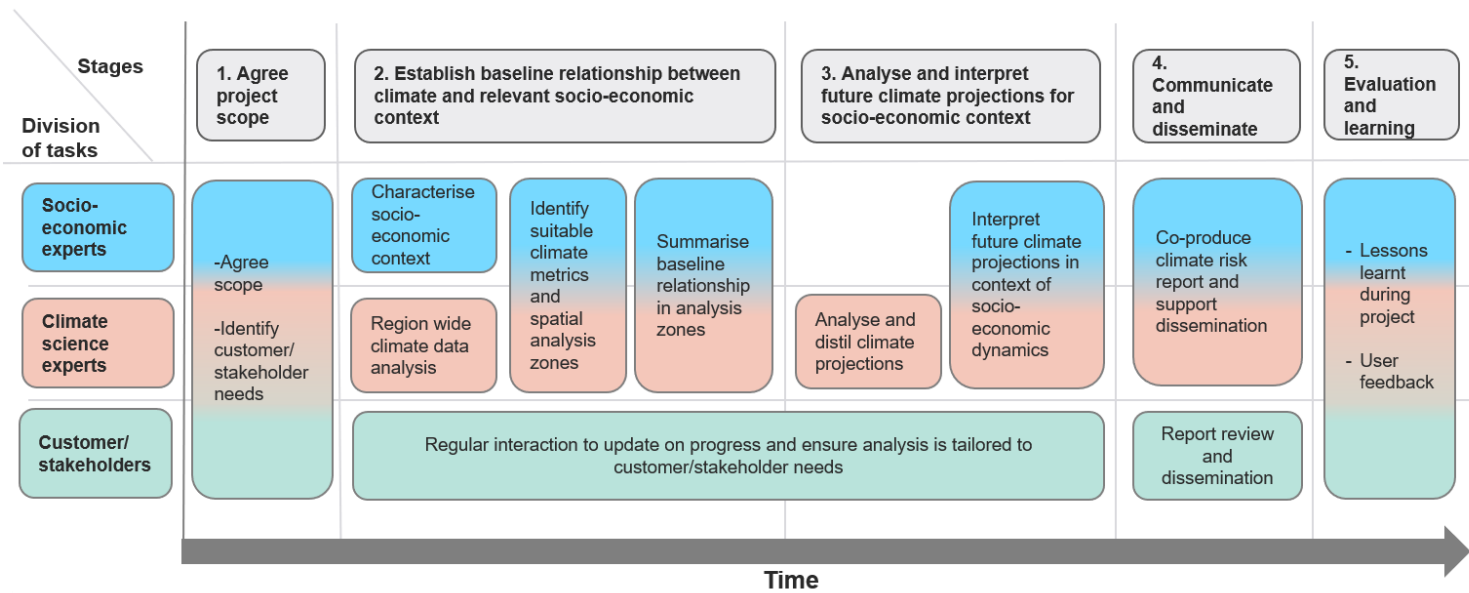 Stages
Division
of tasks
1. Agree
project
scope
2. Establish baseline relationship between
climate and relevant socio-economic
context
3. Analyse and interpret
future climate projections for
socio-economic context
4.
Communicate
and
disseminate
5.
Evaluation
and
learning
Socio-
economic
experts
Climate
science
experts
Customer/
stakeholders
-Agree
scope
-Identify
customer/
stakeholder
needs
Characterise
socio-
economic
context
Region wide
climate data
analysis
Identify
suitable
climate
metrics
and
spatial
analysis
zones
Summarise
baseline
relationship
in analysis
zones
Analyse and
distil climate
projections
Interpret
future climate
projections in
context of
socio-
economic
dynamics
Co-produce
climate risk
report and
support
dissemination
- Lessons
learnt
during
project
- User
feedback
Regular interaction to update on progress and ensure analysis is tailored to
customer/stakeholder needs
Report review
and
dissemination
Time